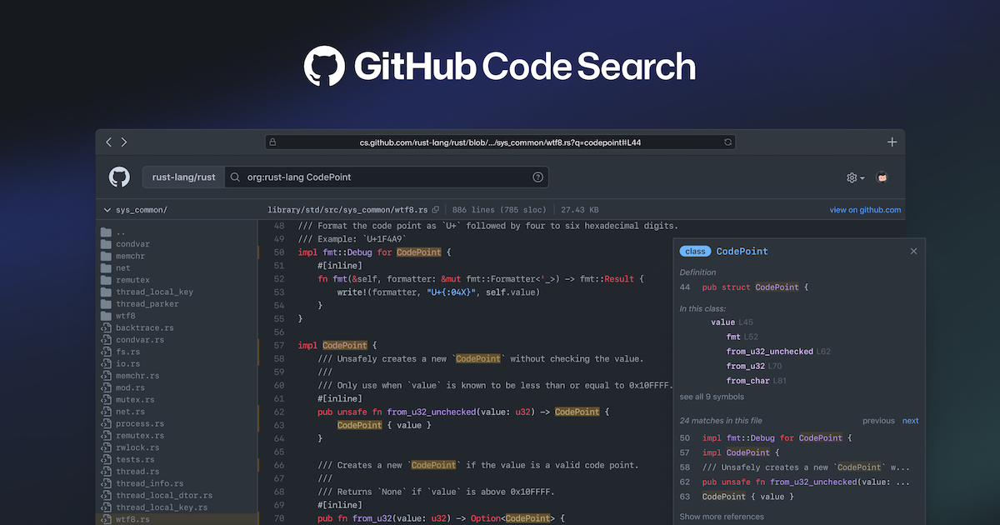 GitHub Code Search
cs.github.com/rust-lang/rust/blob/.../sys_common/wtf8.rs?q=codepoint#L44
rust-lang/rust
org:rust-lang CodePoint
sys_common/
library/std/src/sys_common/wtf8.rs
886 lines (785 sloc)
27.43 KB
view on github.com
..
condvar
memchr
net
remutex
thread_local_key
thread_parker
wtf8
backtrace.rs
condvar.rs
fs.rs
io.rs
memchr.rs
mod.rs
mutex.rs
net.rs
process.rs
remutex.rs
rwlock.rs
tests.rs
thread.rs
thread_info.rs
thread_local_dtor.rs
thread_local_key.rs
wtf8.rs
48 /// Format the code point as `U+` followed by four to six hexadecimal digits.
49 /// Example: `U+1F4A9`
50 impl fmt::Debug for CodePoint {
51 #[inline]
52 fn fmt(&self, formatter: &mut fmt::Formatter<'_>) -> fmt::Result {
53 write!(formatter, "U+{:04X}", self.value)
54 }
55 }
56
57 impl CodePoint {
58 /// Unsafely creates a new `CodePoint` without checking the value.
59 ///
60 /// Only use when `value` is known to be less than or equal to 0x10FFFF.
61 #[inline]
62 pub unsafe fn from_u32_unchecked(value: u32) -> CodePoint {
63 CodePoint { value }
64 }
65
66 /// Creates a new `CodePoint` if the value is a valid code point.
67 ///
68 /// Returns `None` if `value` is above 0x10FFFF.
69 #[inline]
70 pub fn from_u32(value: u32) -> Option<CodePoint> {
class CodePoint
Definition
44 pub struct CodePoint {
In this class:
value L45
fmt L52
from_u32_unchecked L62
from_u32 L70
from_char L81
see all 9 symbols
24 matches in this file previous next
50 impl fmt::Debug for CodePoint {
57 impl CodePoint {
58 /// Unsafely creates a new `CodePoint` w...
62 pub unsafe fn from_u32_unchecked(value: ...
63 CodePoint { value }
Show more references